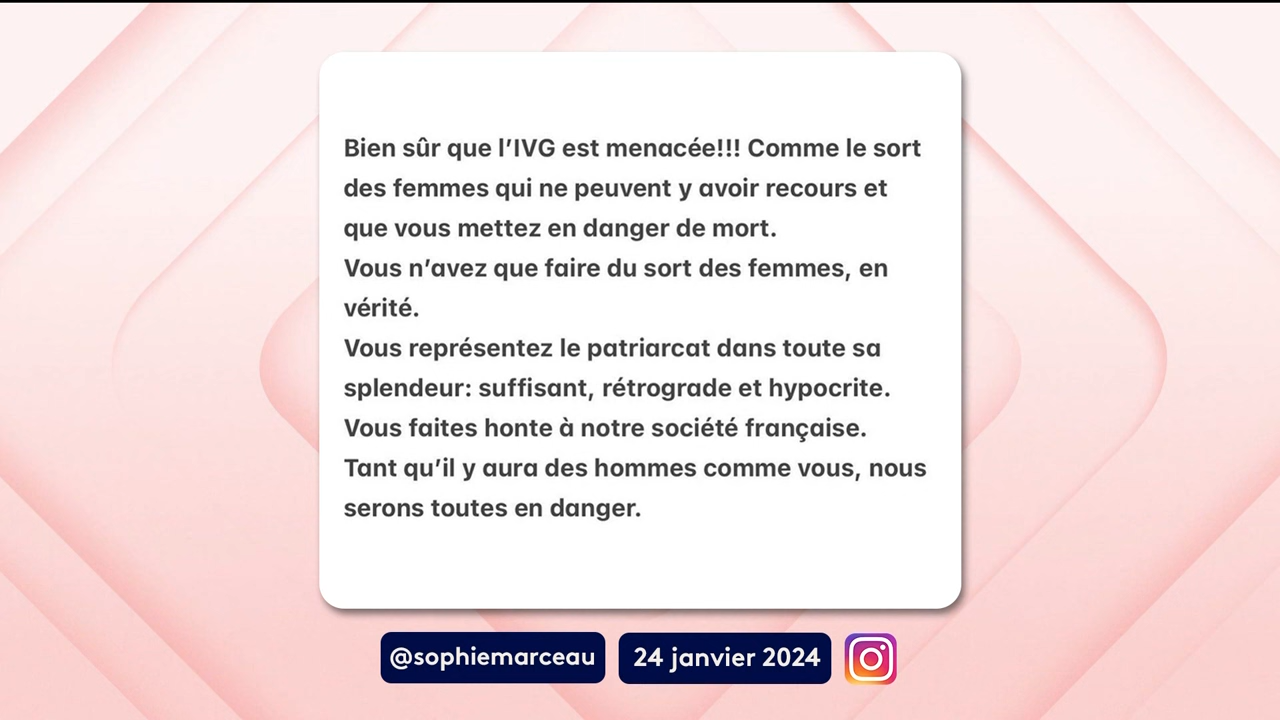 Bien sûr que l’IVG est menacée!!! Comme le sort
des femmes qui ne peuvent y avoir recours et
que vous mettez en danger de mort.
Vous n’avez que faire du sort des femmes, en
vérité.
Vous représentez le patriarcat dans toute sa
splendeur: suffisant, rétrograde et hypocrite.
Vous faites honte à notre société française.
Tant qu’il y aura des hommes comme vous, nous
serons toutes en danger.
@sophiemarceau
24 janvier 2024